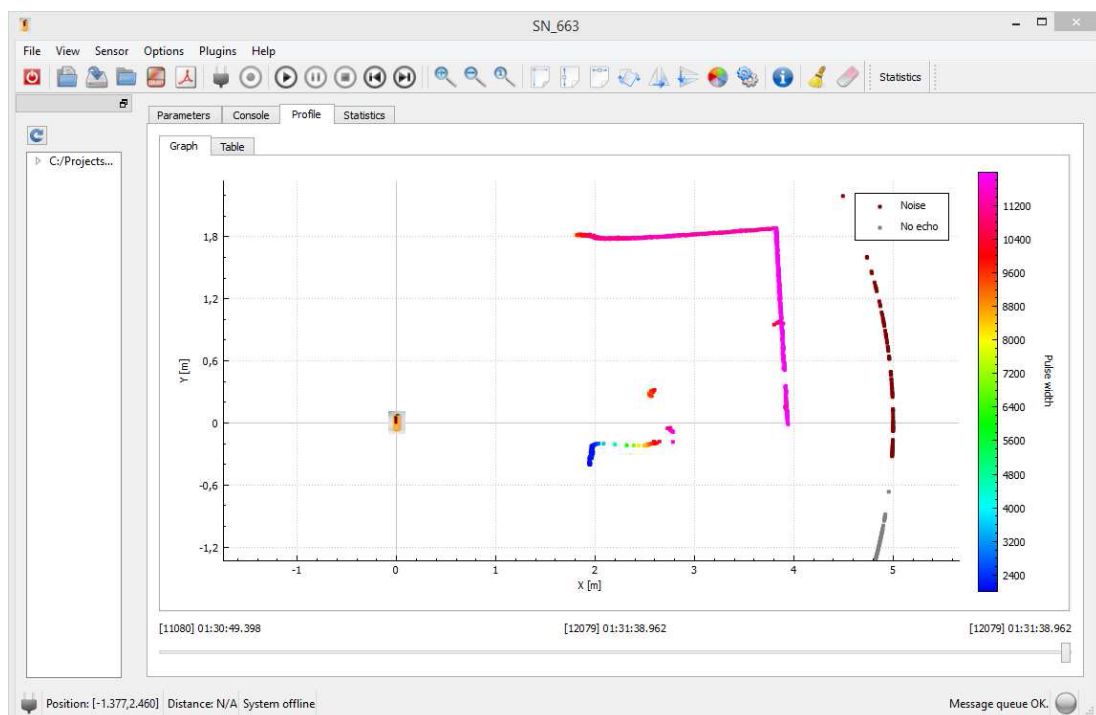 SN_663
File View Sensor Options Plugins Help
Statistics
Parameters Console Profile Statistics
C:/Projects...
Graph Table
Noise
No echo
1,8
1,2
0,6
0
-0,6
-1,2
Y [m]
-1 0 1 2 3 4 5
X [m]
11200
10400
9600
8800
8000
7200
6400
5600
4800
4000
3200
2400
Pulse width
[11080] 01:30:49.398 [12079] 01:31:38.962 [12079] 01:31:38.962
Position: [-1.377,2.460] Distance: N/A System offline Message queue OK.